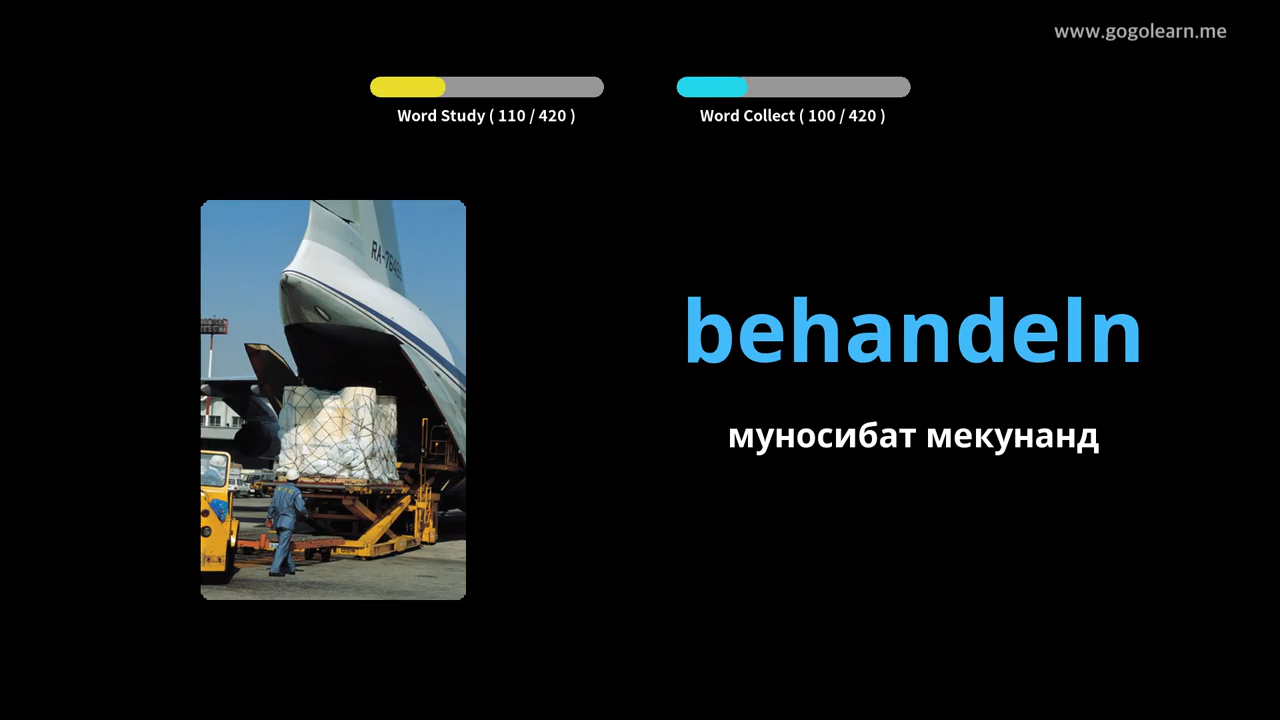 www.gogolearn.me
Word Study ( 110 / 420 )
Word Collect ( 100 / 420 )
behandeln
муносибат мекунанд